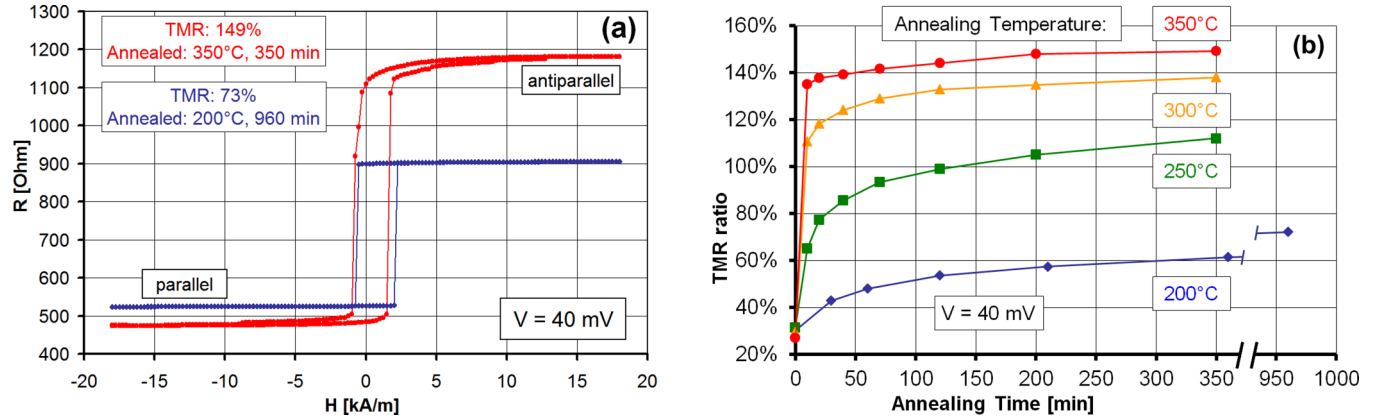 (a)
TMR: 149%
Annealed: 350°C, 350 min
TMR: 73%
Annealed: 200°C, 960 min
antiparallel
parallel
V = 40 mV
R [Ohm]
1300
1200
1100
1000
900
800
700
600
500
400
-20 -15 -10 -5 0 5 10 15 20
H [kA/m]
(b)
Annealing Temperature:
350°C
300°C
250°C
200°C
V = 40 mV
TMR ratio
160%
140%
120%
100%
80%
60%
40%
20%
0 50 100 150 200 250 300 350 950 1000
Annealing Time [min]